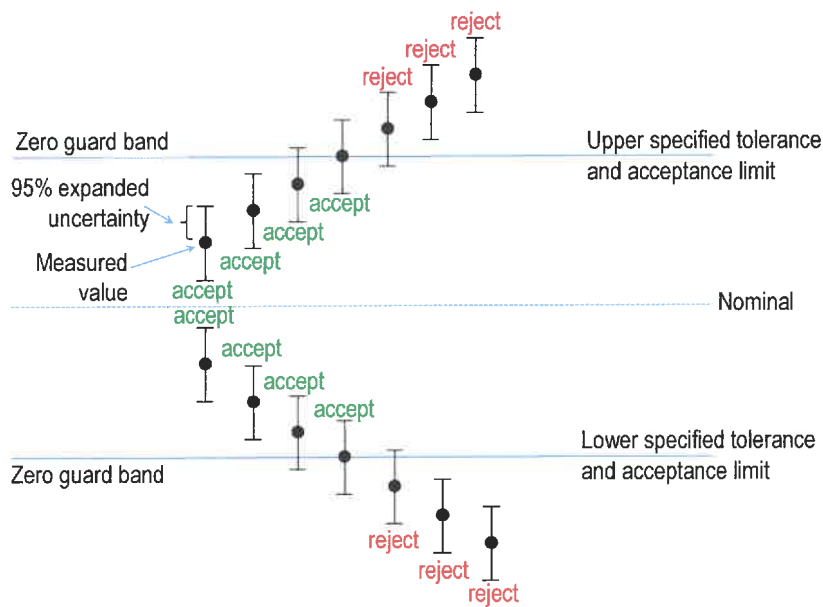 reject
reject
reject
Zero guard band
Upper specified tolerance
and acceptance limit
95% expanded
uncertainty
accept
accept
Measured
value
accept
accept
Nominal
accept
accept
accept
accept
Lower specified tolerance
and acceptance limit
Zero guard band
reject
reject
reject